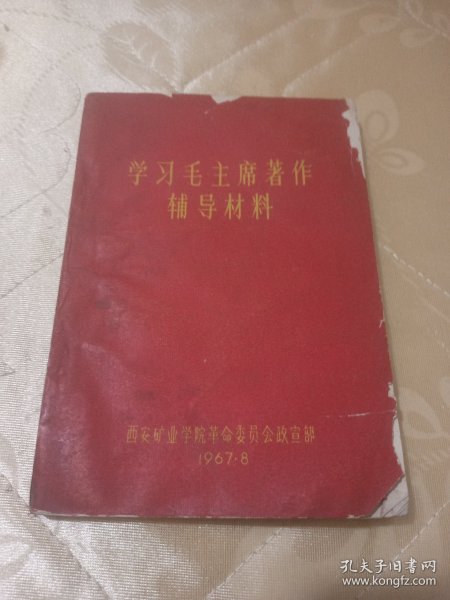 学习毛主席著作
辅导材料
西安矿业学院革命委员会政宣部
1967·8
孔夫子旧书网
www.kongfz.com